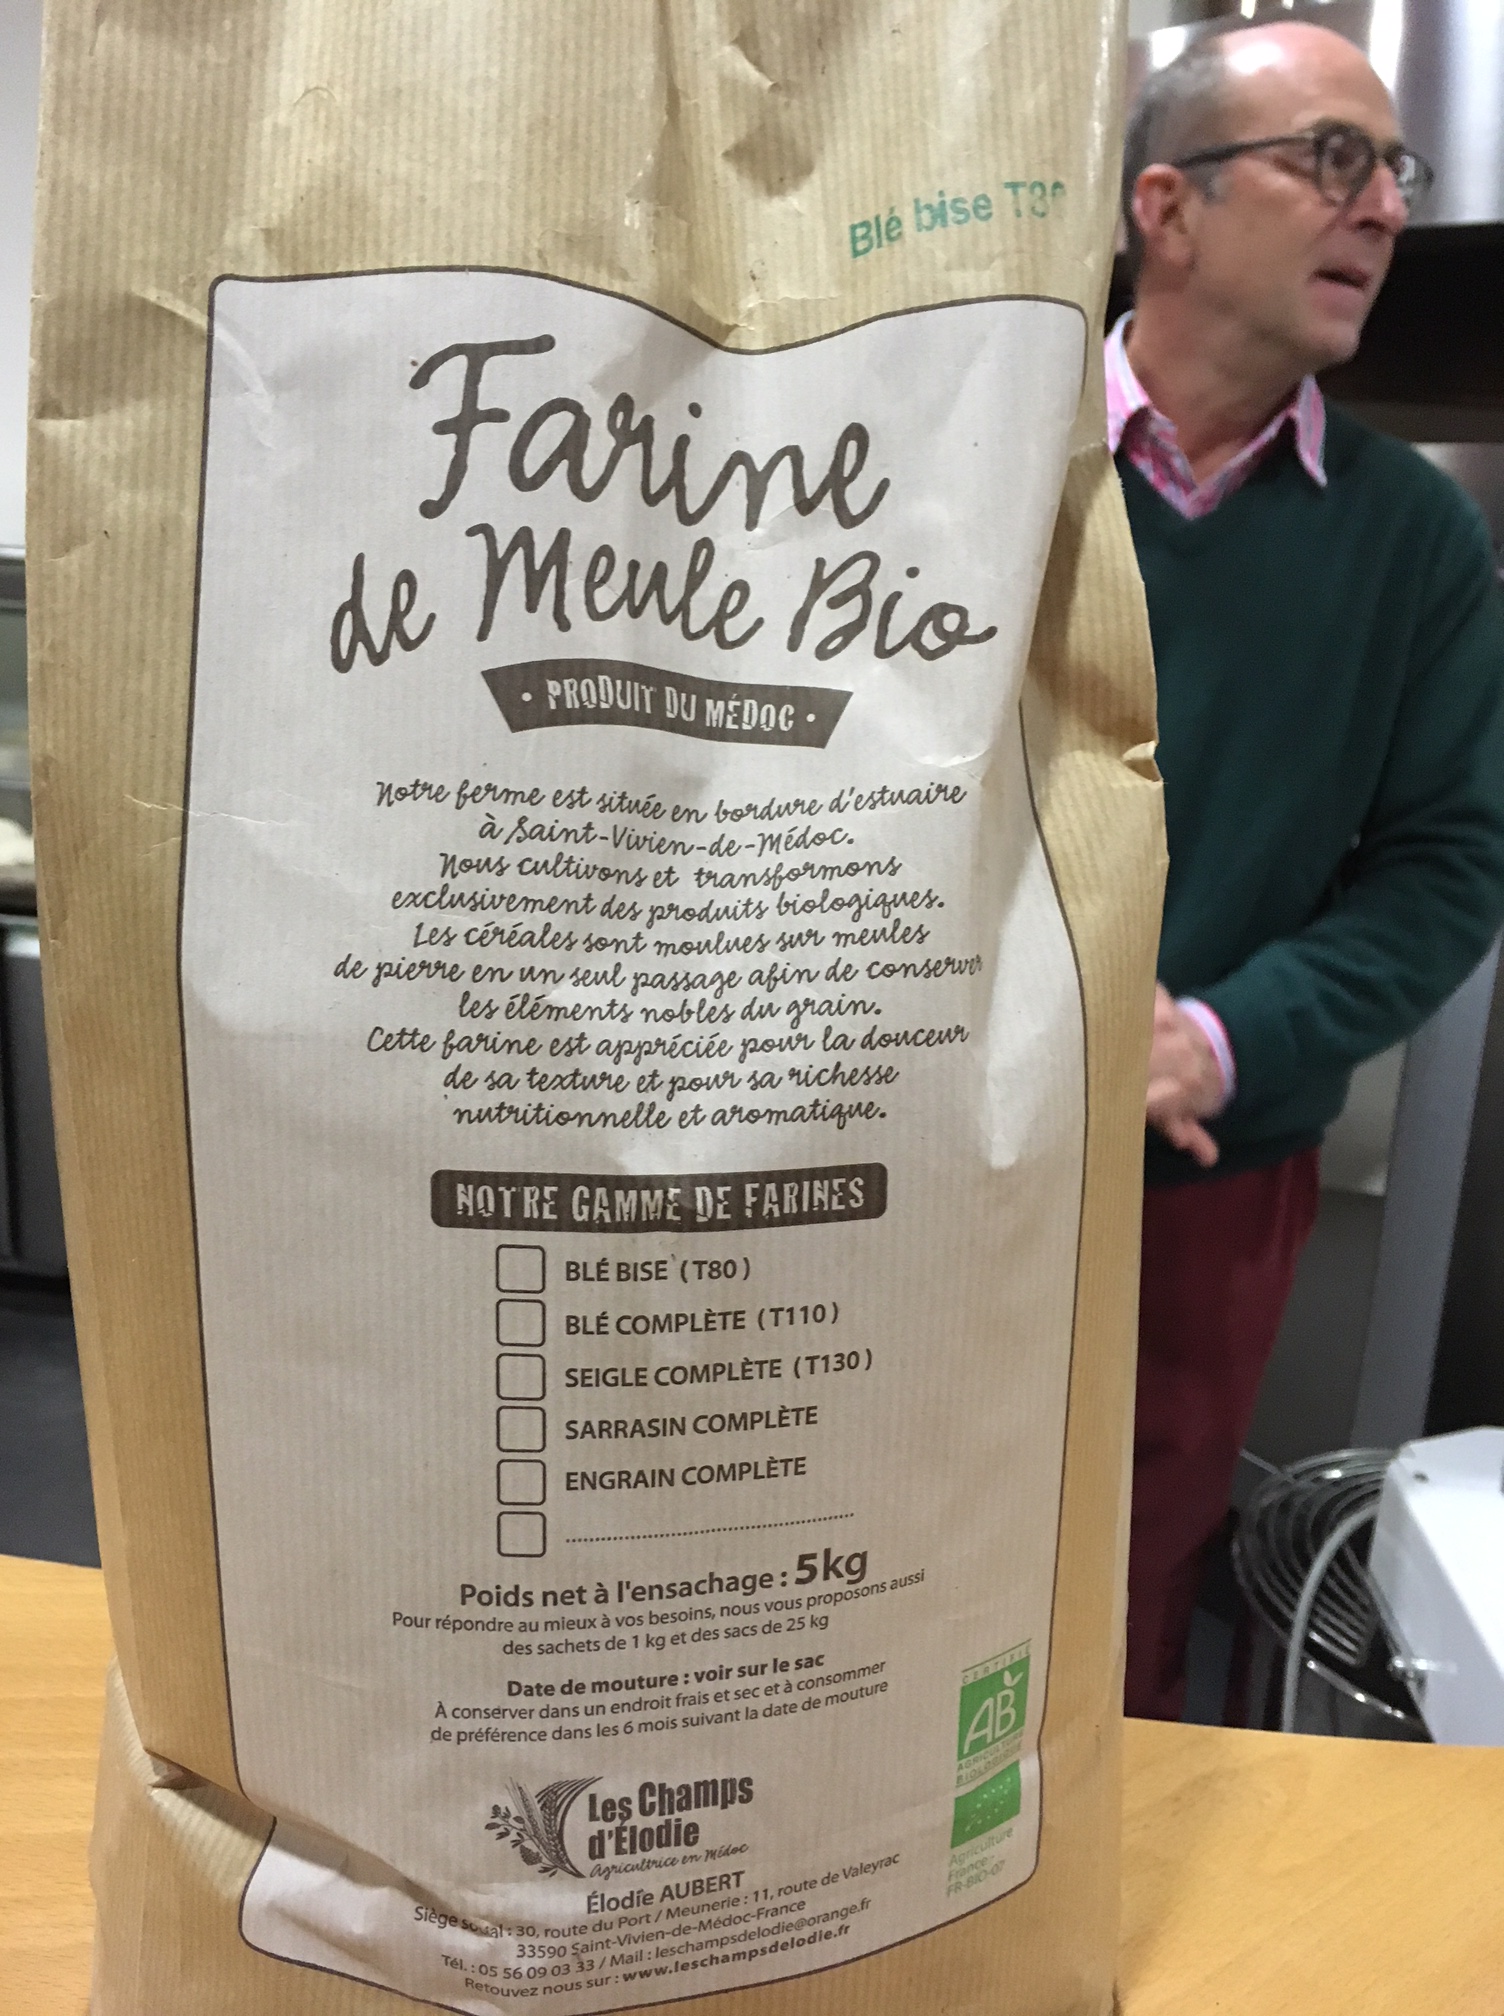 Blé bise T80
Farine
de Meule Bio
• PRODUIT DU MÉDOC •
Notre ferme est située en bordure d'estuaire
à Saint-Vivien-de-Médoc.
Nous cultivons et transformons
exclusivement des produits biologiques.
Les céréales sont moulues sur meules
de pierre en un seul passage afin de conserver
les éléments nobles du grain.
Cette farine est appréciée pour la douceur
de sa texture et pour sa richesse
nutritionnelle et aromatique.
NOTRE GAMME DE FARINES
BLÉ BISE (T80)
BLÉ COMPLÈTE (T110)
SEIGLE COMPLÈTE (T130)
SARRASIN COMPLÈTE
ENGRAIN COMPLÈTE
Poids net à l'ensachage : 5kg
Pour répondre au mieux à vos besoins, nous vous proposons aussi
des sachets de 1 kg et des sacs de 25 kg
Date de mouture : voir sur le sac
À conserver dans un endroit frais et sec et à consommer
de préférence dans les 6 mois suivant la date de mouture
CERTIFIÉ
AB
AGRICULTURE
BIOLOGIQUE
Agriculture
France
FR-BIO-07
Les Champs
d'Élodie
Agricultrice en Médoc
Élodie AUBERT
Siège social : 30, route du Port / Meunerie : 11, route de Valeyrac
33590 Saint-Vivien-de-Médoc-France
Tél. : 05 56 09 03 33 / Mail : leschampsdelodie@orange.fr
Retouvez nous sur : www.leschampsdelodie.fr